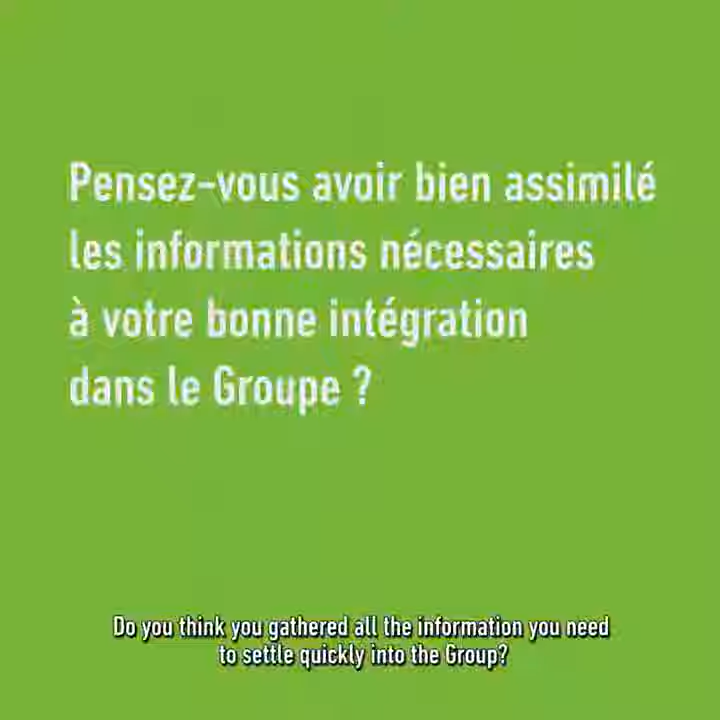 Pensez-vous avoir bien assimilé
les informations nécessaires
à votre bonne intégration
dans le Groupe ?
Do you think you gathered all the information you need
to settle quickly into the Group?